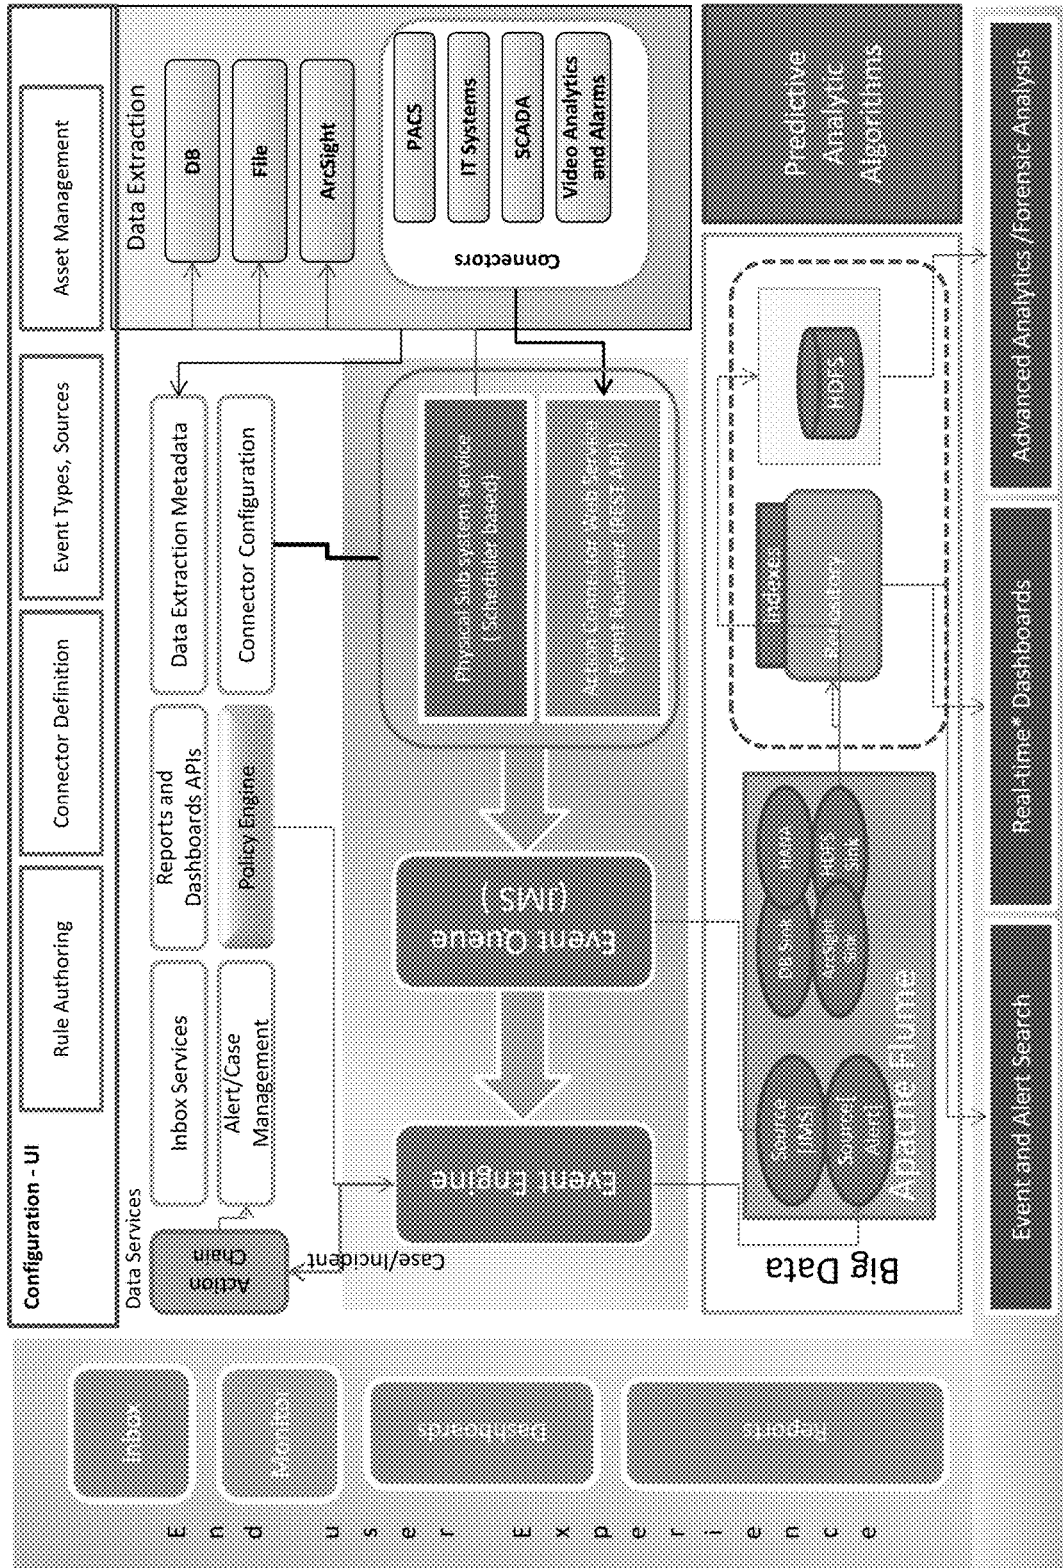 Configuration - UI
Rule Authoring
Connector Definition
Event Types, Sources
Asset Management
Data Services
Inbox Services
Reports and
Dashboards APIs
Data Extraction Metadata
Action
Chain
Alert/Case
Management
Policy Engine
Connector Configuration
Case/Incident
Data Extraction
DB
File
ArcSight
Connectors
PACS
IT Systems
SCADA
Video Analytics
and Alarms
Event Engine
Event Queue
(JMS)
Physical Sub system service
( Scheduler based)
Web Service
Big Data
Source
(JMS)
Source(
Alert)
Apache Flume
DB Sink
HDFS
Sink
ArcSight
Sink
Indexes
HDFS
Predictive
Analytic
Algorithms
Event and Alert Search
Real-time* Dashboards
Advanced Analytics /Forensic Analysis
End user Experience
Inbox
Monitor
Dashboards
Reports